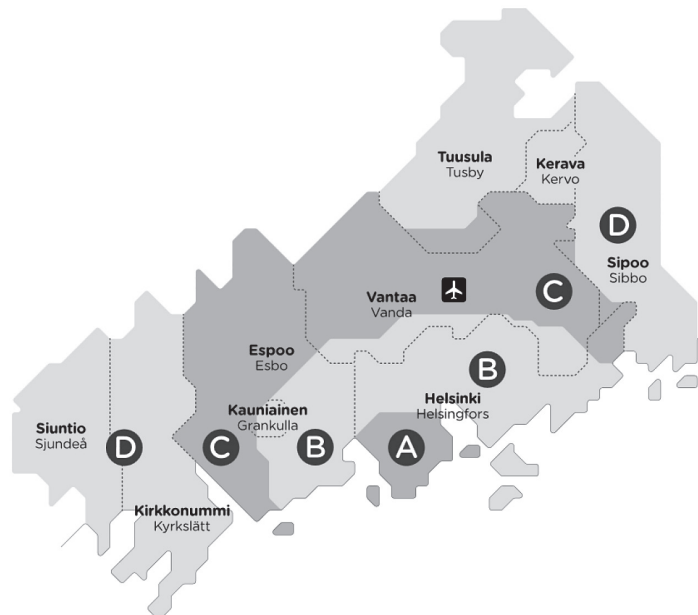 Tuusula
Tusby
Kerava
Kervo
D
Sipoo
Sibbo
C
Vantaa
Vanda
Espoo
Esbo
B
Helsinki
Helsingfors
Kauniainen
Grankulla
Siuntio
Sjundeå
D
C
B
A
Kirkkonummi
Kyrkslätt